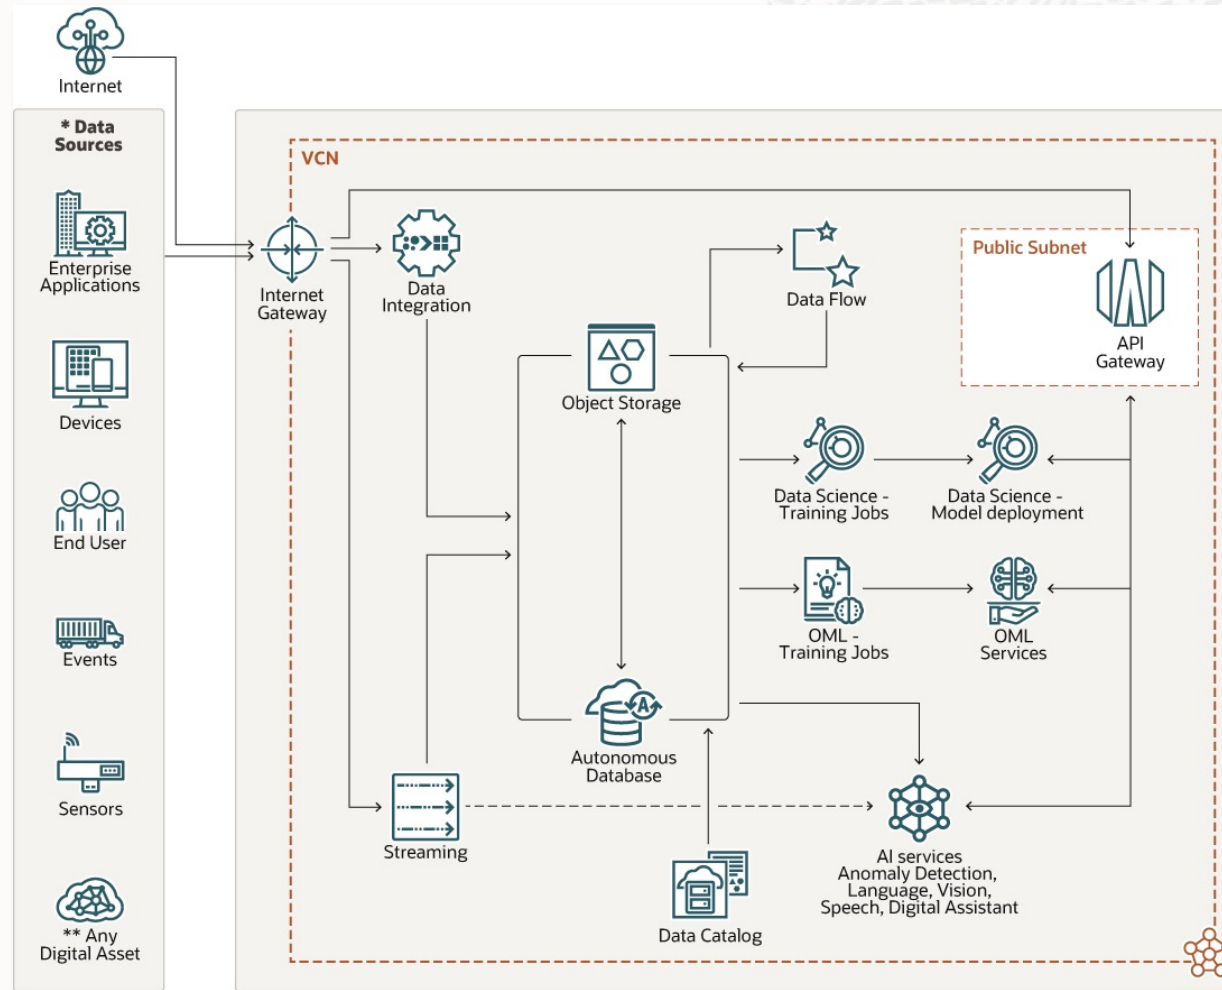 Internet
* Data
Sources
Enterprise
Applications
Devices
End User
Events
Sensors
** Any
Digital Asset
VCN
Internet
Gateway
Data
Integration
Data Flow
Public Subnet
API
Gateway
Object Storage
Data Science -
Training Jobs
Data Science -
Model deployment
OML -
Training Jobs
OML
Services
A
Autonomous
Database
Streaming
Data Catalog
AI services
Anomaly Detection,
Language, Vision,
Speech, Digital Assistant